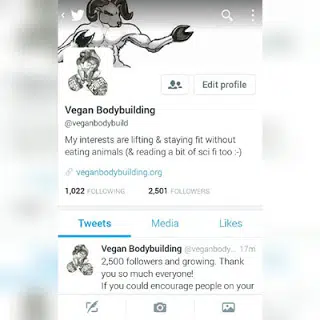 Edit profile
Vegan Bodybuilding
@veganbodybuild
My interests are lifting & staying fit without
eating animals (& reading a bit of sci fi too :-)
veganbodybuilding.org
1,022 FOLLOWING 2,501 FOLLOWERS
Tweets Media Likes
Vegan Bodybuilding @veganbody... 17m
2,500 followers and growing. Thank
you so much everyone!
If you could encourage people on your